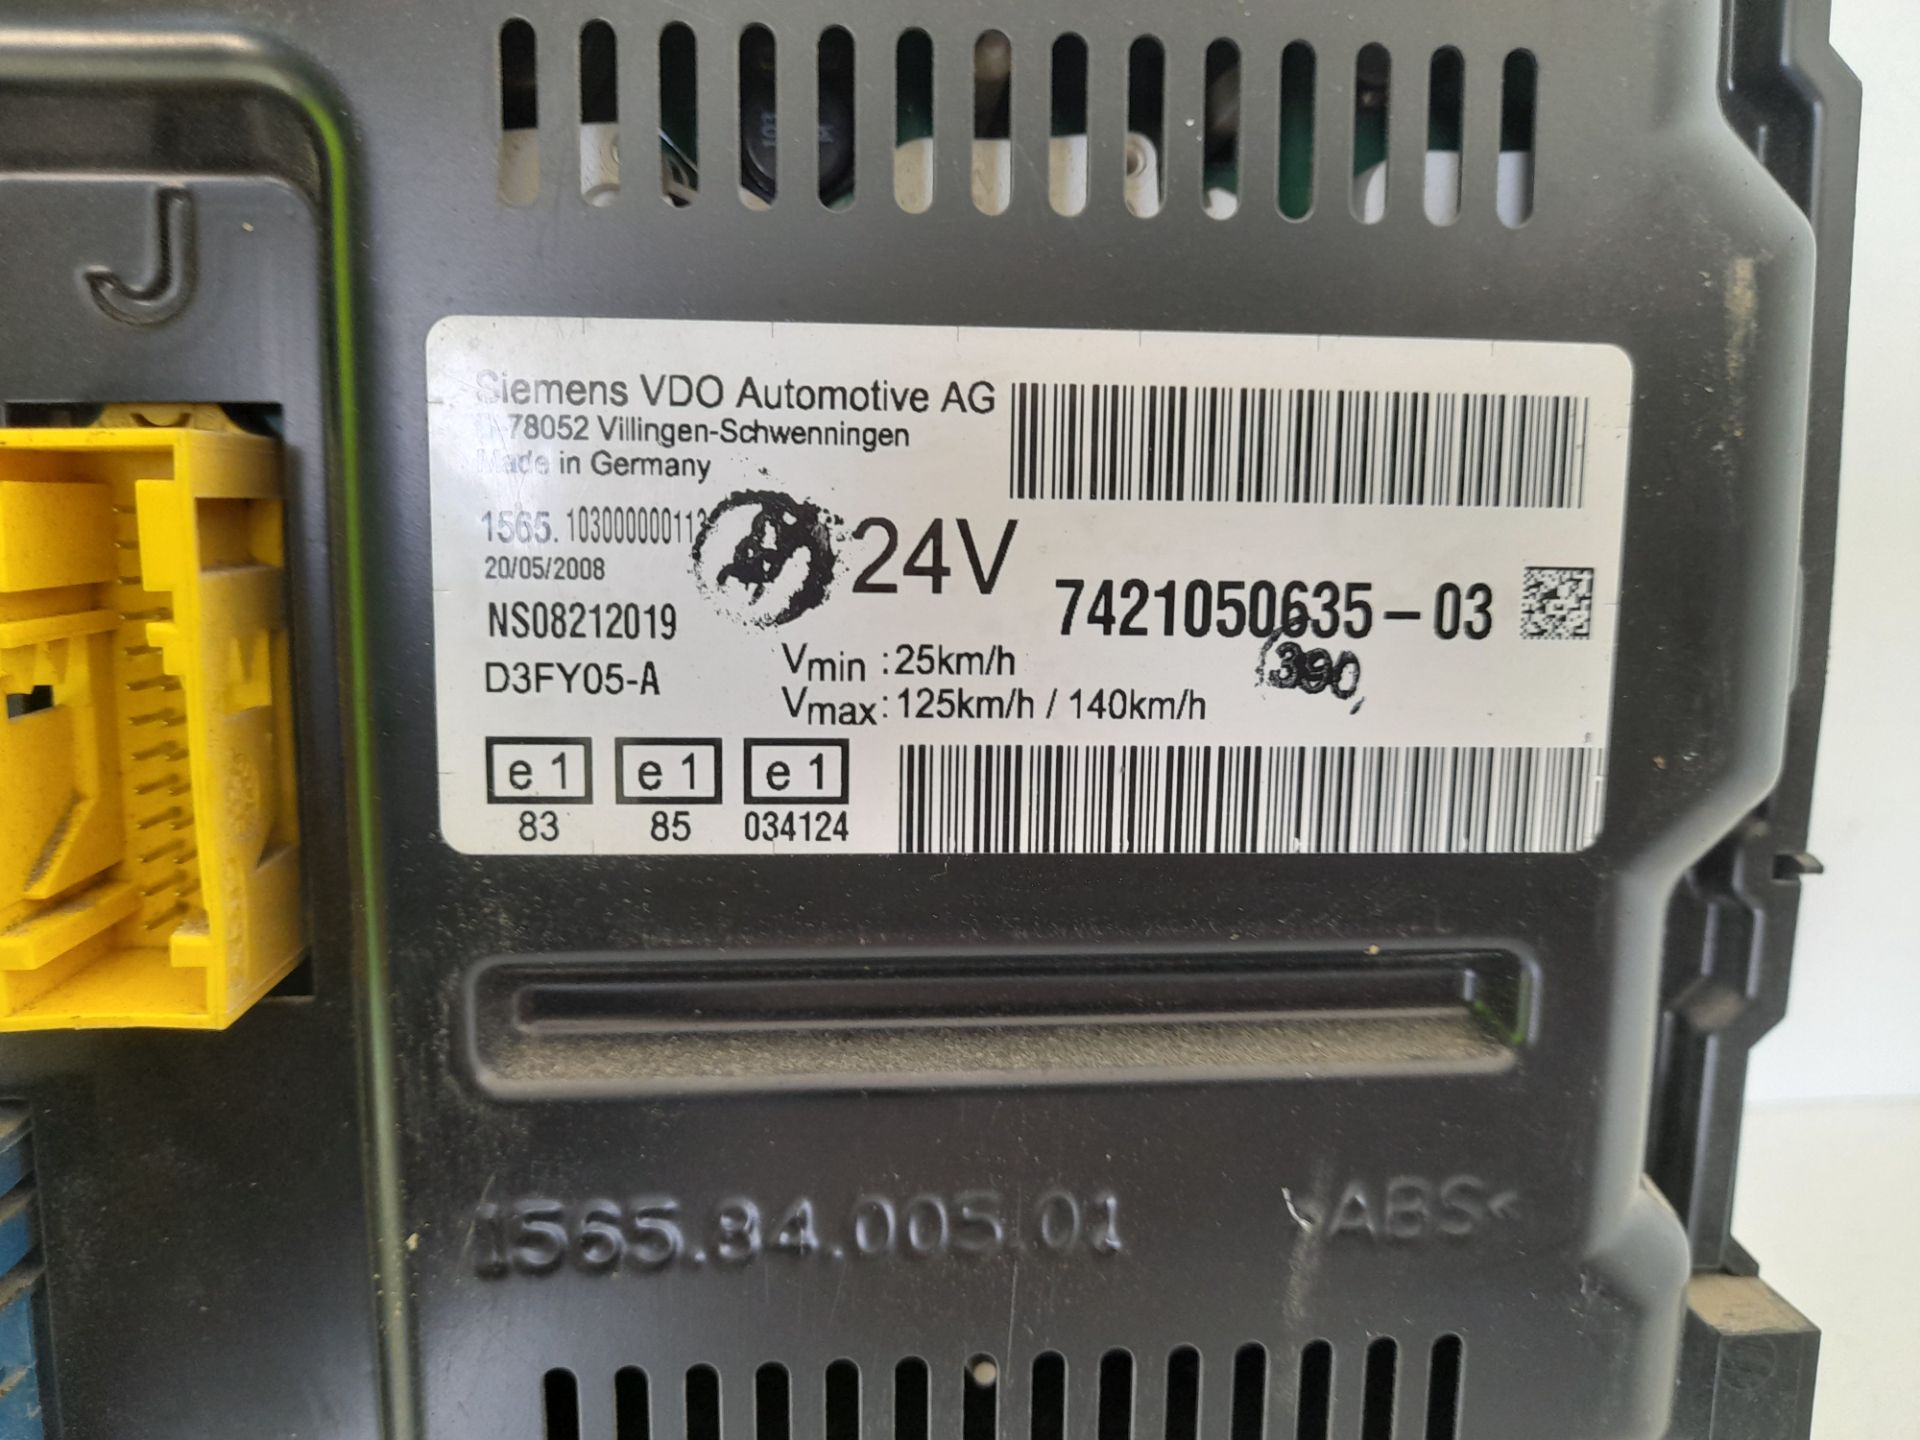 J
Siemens VDO Automotive AG
78052 Villingen-Schwenningen
Made in Germany
1565.
20/05/2008
24V
NS08212019
7421050635-03
D3FY05-A
390
Vmin :25km/h
Vmax: 125km/h / 140km/h
e 1 e 1 e 1
83 85 034124
1565.84.005.01
>ABS<